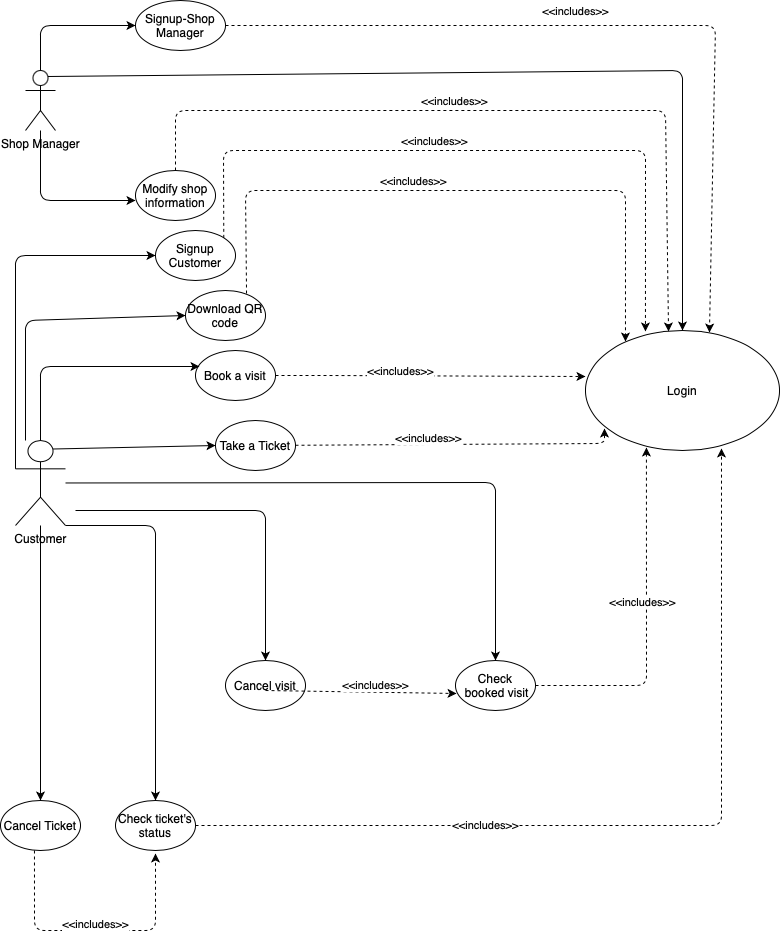 <<includes>>
Signup-Shop
Manager
<<includes>>
Shop Manager
<<includes>>
<<includes>>
Modify shop
information
Signup
Customer
Download QR
code
Book a visit
<<includes>>
Login
Take a Ticket
<<includes>>
Customer
<<includes>>
Cancel visit
<<includes>>
Check
booked visit
Cancel Ticket
Check ticket's
status
<<includes>>
<<includes>>